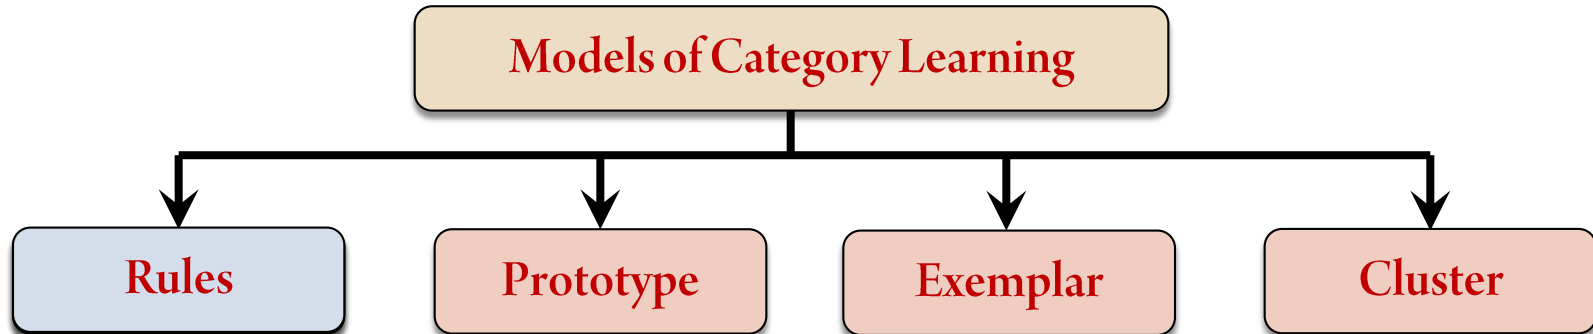 Models of Category Learning
Rules
Prototype
Exemplar
Cluster